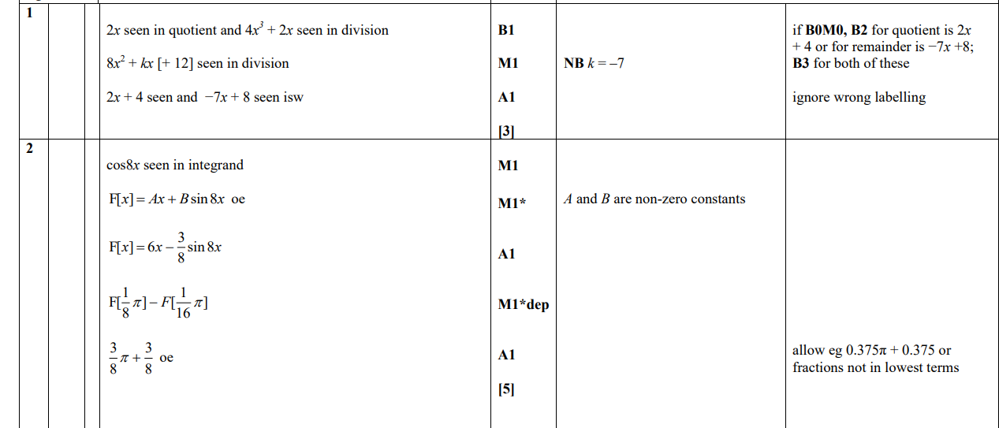 1
2x seen in quotient and 4x³ + 2x seen in division
B1
if B0M0, B2 for quotient is 2x
+ 4 or for remainder is −7x +8;
B3 for both of these
8x² + kx [+ 12] seen in division
M1
NB k = −7
2x + 4 seen and −7x + 8 seen isw
A1
ignore wrong labelling
[3]
2
cos8x seen in integrand
M1
F[x] = Ax + B sin 8x oe
M1*
A and B are non-zero constants
F[x] = 6x − 3/8 sin 8x
A1
F[1/8 π] − F[1/16 π]
M1*dep
3/8 π + 3/8 oe
A1
allow eg 0.375π + 0.375 or
fractions not in lowest terms
[5]